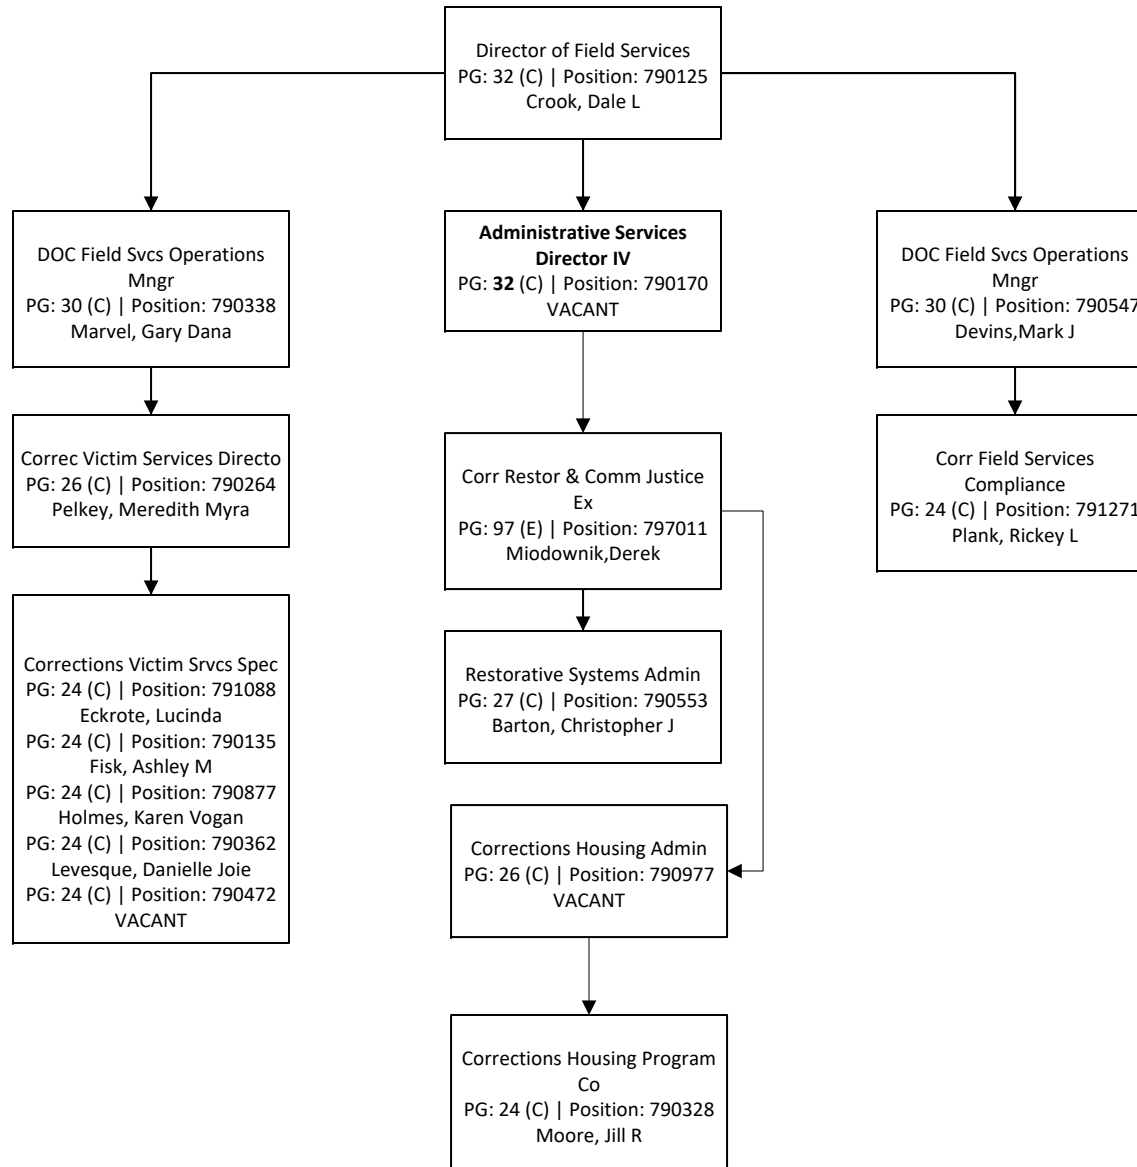 Director of Field Services
PG: 32 (C) | Position: 790125
Crook, Dale L
DOC Field Svcs Operations
Mngr
PG: 30 (C) | Position: 790338
Marvel, Gary Dana
Administrative Services
Director IV
PG: 32 (C) | Position: 790170
VACANT
DOC Field Svcs Operations
Mngr
PG: 30 (C) | Position: 790547
Devins,Mark J
Correc Victim Services Directo
PG: 26 (C) | Position: 790264
Pelkey, Meredith Myra
Corr Restor & Comm Justice
Ex
PG: 97 (E) | Position: 797011
Miodownik,Derek
Corr Field Services
Compliance
PG: 24 (C) | Position: 791271
Plank, Rickey L
Corrections Victim Srvcs Spec
PG: 24 (C) | Position: 791088
Eckrote, Lucinda
PG: 24 (C) | Position: 790135
Fisk, Ashley M
PG: 24 (C) | Position: 790877
Holmes, Karen Vogan
PG: 24 (C) | Position: 790362
Levesque, Danielle Joie
PG: 24 (C) | Position: 790472
VACANT
Restorative Systems Admin
PG: 27 (C) | Position: 790553
Barton, Christopher J
Corrections Housing Admin
PG: 26 (C) | Position: 790977
VACANT
Corrections Housing Program
Co
PG: 24 (C) | Position: 790328
Moore, Jill R